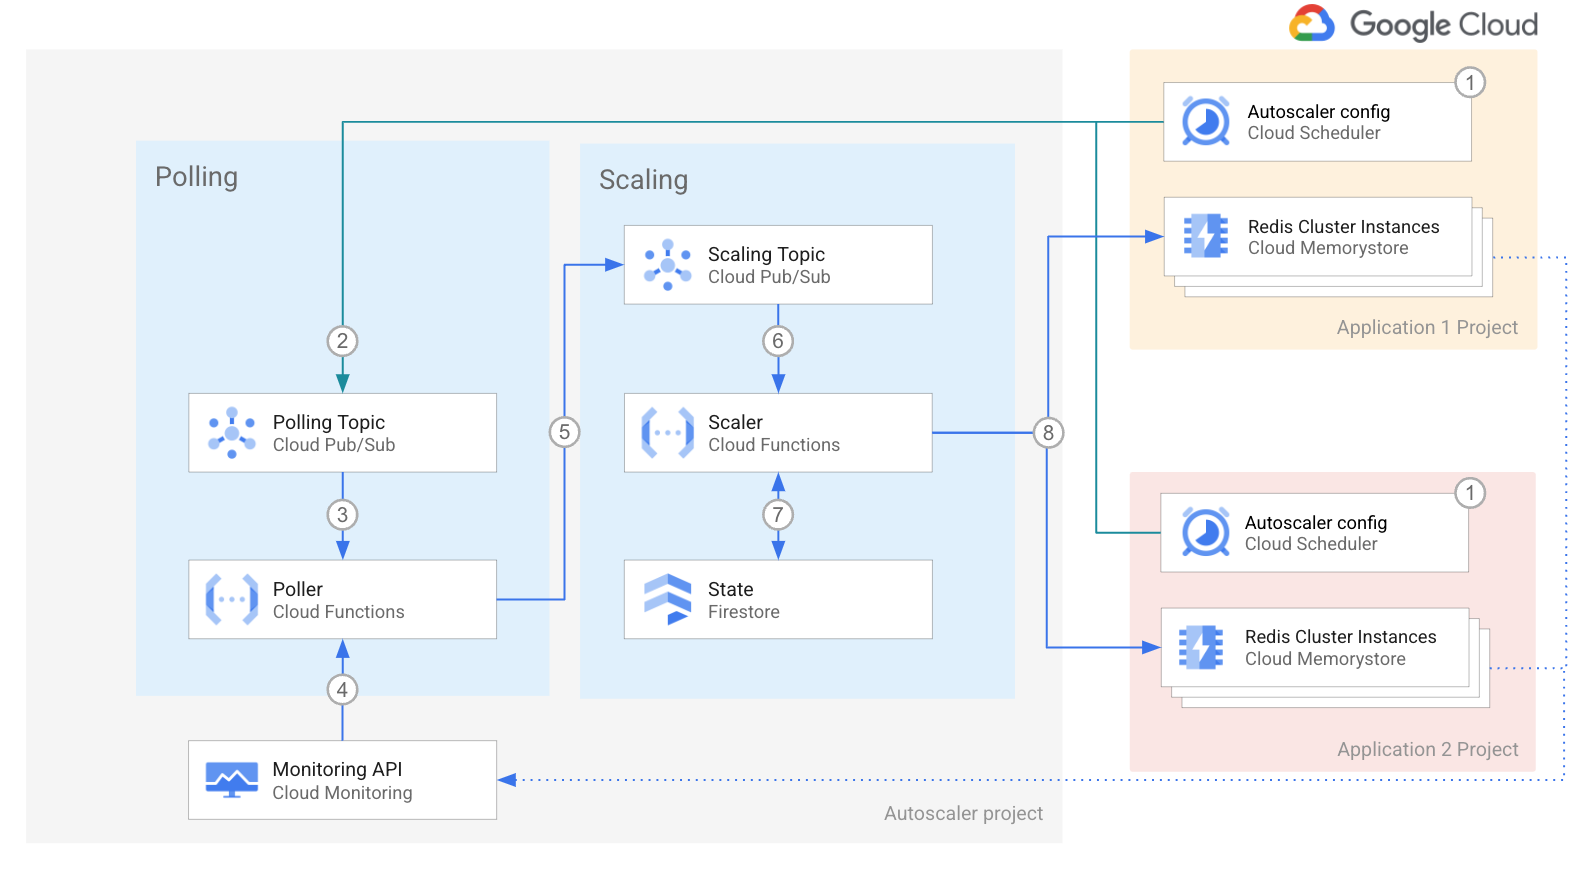 Google Cloud
1
Autoscaler config
Cloud Scheduler
Redis Cluster Instances
Cloud Memorystore
Application 1 Project
Polling
2
Polling Topic
Cloud Pub/Sub
3
Poller
Cloud Functions
4
Monitoring API
Cloud Monitoring
5
Scaling
Scaling Topic
Cloud Pub/Sub
6
Scaler
Cloud Functions
7
State
Firestore
8
1
Autoscaler config
Cloud Scheduler
Redis Cluster Instances
Cloud Memorystore
Application 2 Project
Autoscaler project